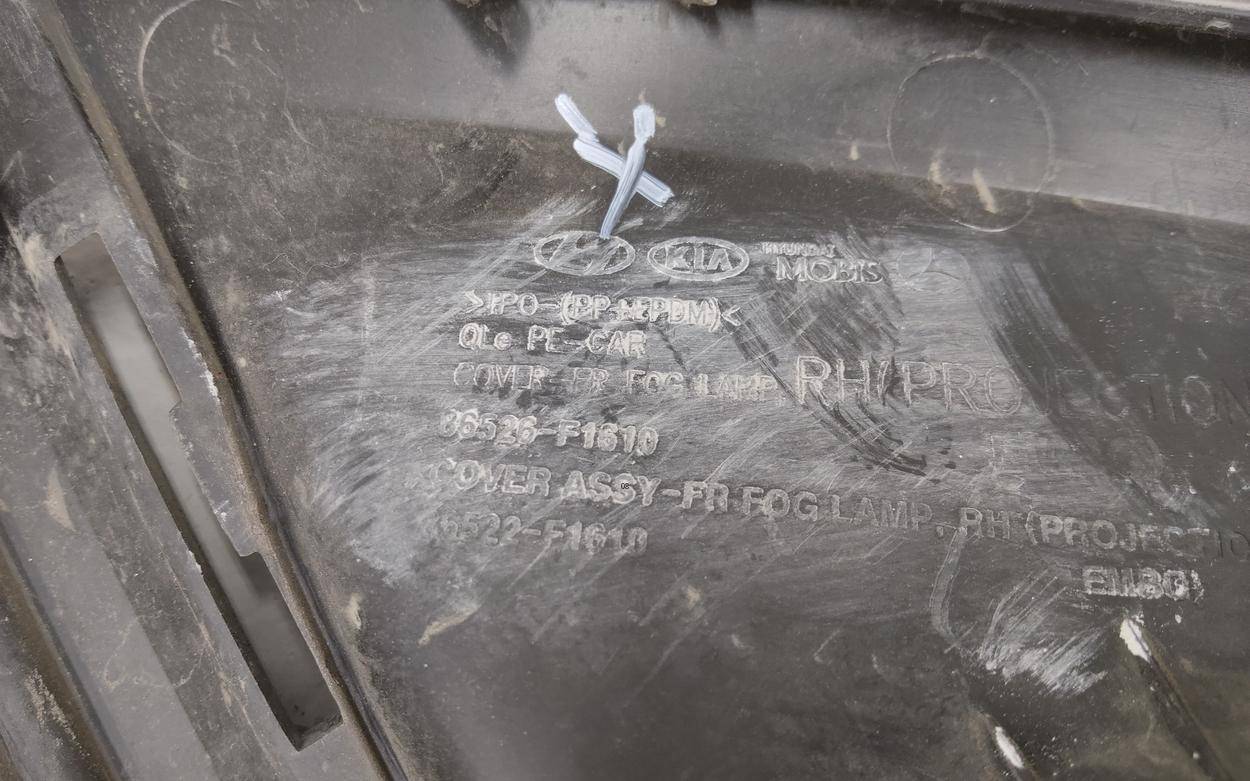 KIA HYUNDAI
MOBIS
>TPO-(PP+EPDM)<
QLe PE-CAR
COVER-FR FOG LAMP, RH(PROJECTION
86526-F1610
COVER ASSY-FR FOG LAMP, RH (PROJECTIO
86522-F1610